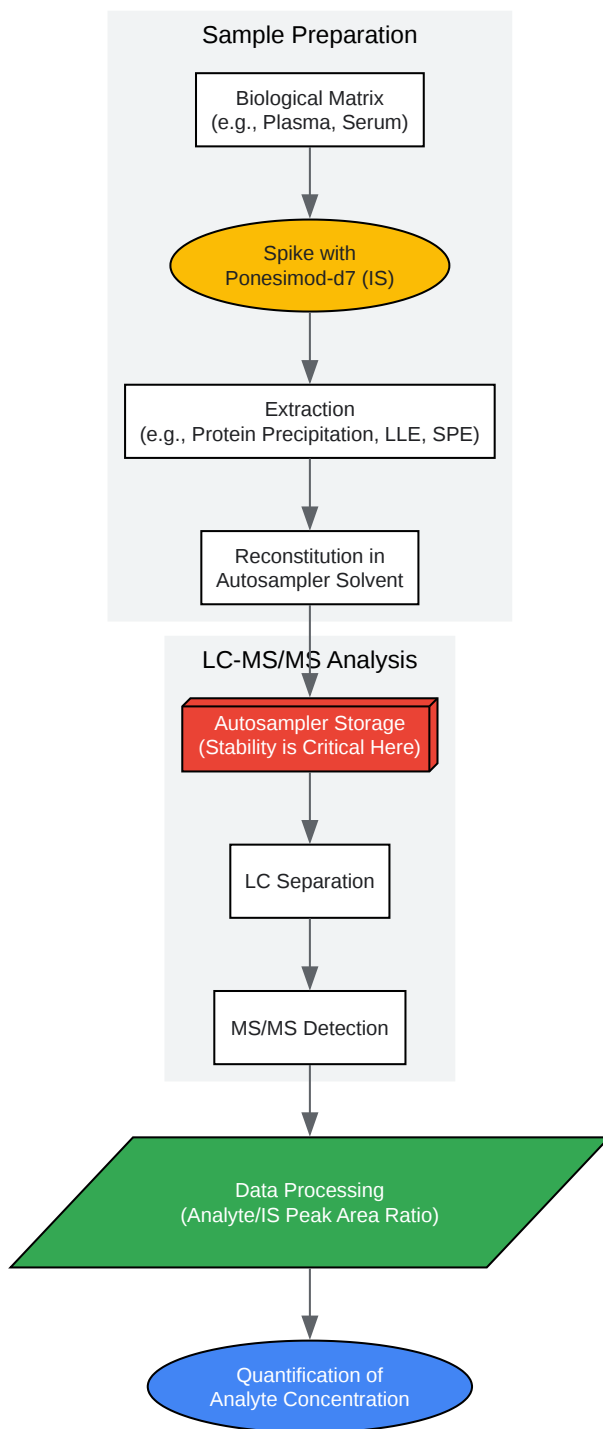 Sample Preparation
Biological Matrix
(e.g., Plasma, Serum)
Spike with
Ponesimod-d7 (IS)
Extraction
(e.g., Protein Precipitation, LLE, SPE)
Reconstitution in
Autosampler Solvent
LC-MS/MS Analysis
Autosampler Storage
(Stability is Critical Here)
LC Separation
MS/MS Detection
Data Processing
(Analyte/IS Peak Area Ratio)
Quantification of
Analyte Concentration